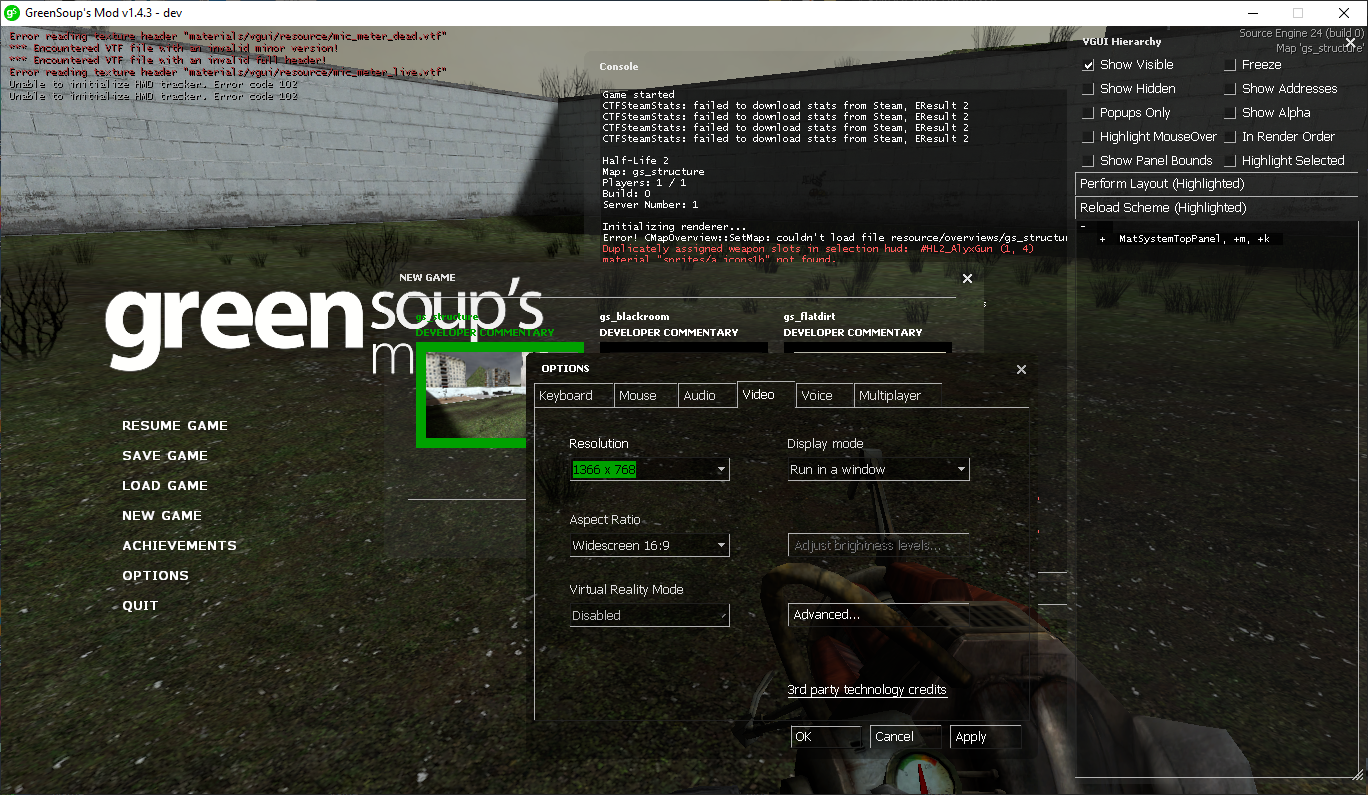 GreenSoup's Mod v1.4.3 - dev
Error reading texture header "materials/vgui/resource/mic_meter_dead.vtf"
*** Encountered VTF file with an invalid minor version!
*** Encountered VTF file with an invalid full header!
Error reading texture header "materials/vgui/resource/mic_meter_live.vtf"
Unable to initialize HMD tracker. Error code 102
Unable to initialize HMD tracker. Error code 102
Source Engine 24 (build 0)
Map 'gs_structure'
Console
Game started
CTFSteamStats: failed to download stats from Steam, EResult 2
CTFSteamStats: failed to download stats from Steam, EResult 2
CTFSteamStats: failed to download stats from Steam, EResult 2
CTFSteamStats: failed to download stats from Steam, EResult 2
Half-Life 2
Map: gs_structure
Players: 1 / 1
Build: 0
Server Number: 1
Initializing renderer...
Error! CMapOverview::SetMap: couldn't load file resource/overviews/gs_structur
Duplicately assigned weapon slots in selection hud: #HL2_AlyxGun (1, 4)
material "sprites/a_icons1b" not found.
VGUI Hierarchy
Show Visible
Freeze
Show Hidden
Show Addresses
Popups Only
Show Alpha
Highlight MouseOver
In Render Order
Show Panel Bounds
Highlight Selected
Perform Layout (Highlighted)
Reload Scheme (Highlighted)
-
+ MatSystemTopPanel, +m, +k
greensoup's
m
RESUME GAME
SAVE GAME
LOAD GAME
NEW GAME
ACHIEVEMENTS
OPTIONS
QUIT
NEW GAME
gs_structure
DEVELOPER COMMENTARY
gs_blackroom
DEVELOPER COMMENTARY
gs_flatdirt
DEVELOPER COMMENTARY
OPTIONS
Keyboard
Mouse
Audio
Video
Voice
Multiplayer
Resolution
1366 x 768
Display mode
Run in a window
Aspect Ratio
Widescreen 16:9
Adjust brightness levels...
Virtual Reality Mode
Disabled
Advanced...
3rd party technology credits
OK
Cancel
Apply